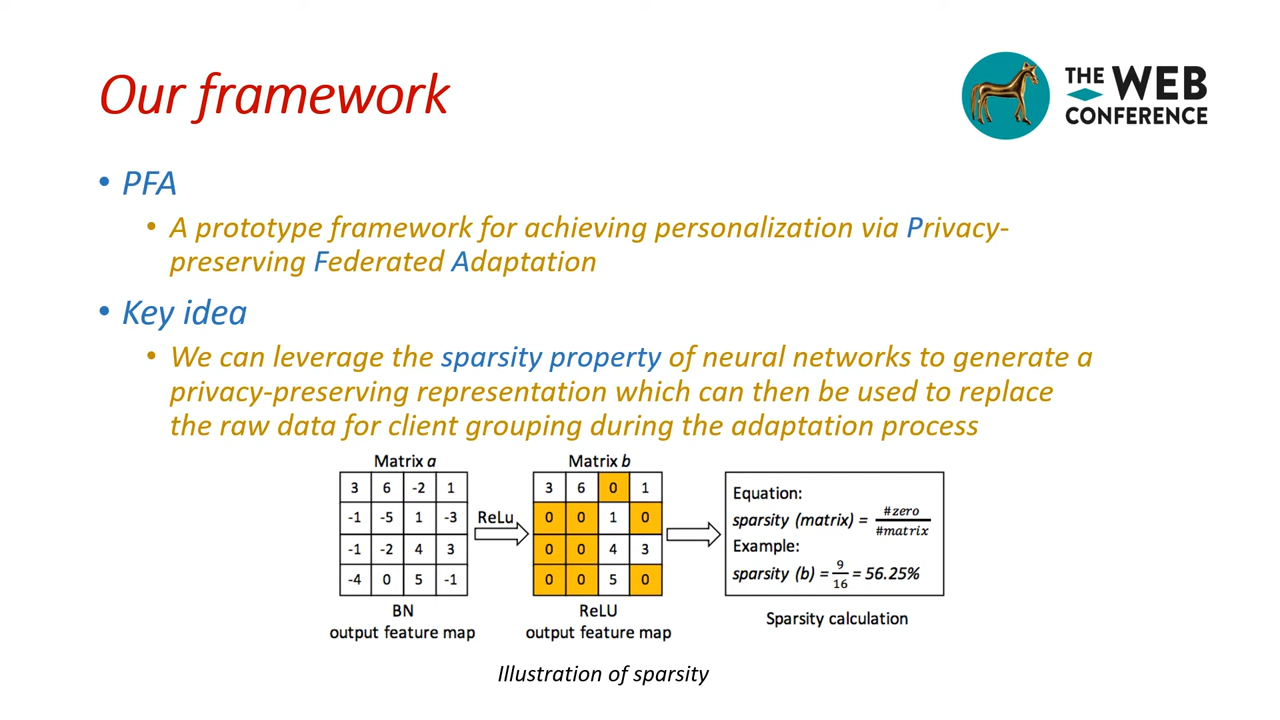 Our framework
THE WEB
CONFERENCE
• PFA
• A prototype framework for achieving personalization via Privacy-
preserving Federated Adaptation
• Key idea
• We can leverage the sparsity property of neural networks to generate a
privacy-preserving representation which can then be used to replace
the raw data for client grouping during the adaptation process
Matrix a
3 6 -2 1
-1 -5 1 -3
-1 -2 4 3
-4 0 5 -1
BN
output feature map
ReLu
Matrix b
3 6 0 1
0 0 1 0
0 0 4 3
0 0 5 0
ReLU
output feature map
Equation:
sparsity (matrix) = #zero / #matrix
Example:
sparsity (b) = 9/16 = 56.25%
Sparsity calculation
Illustration of sparsity